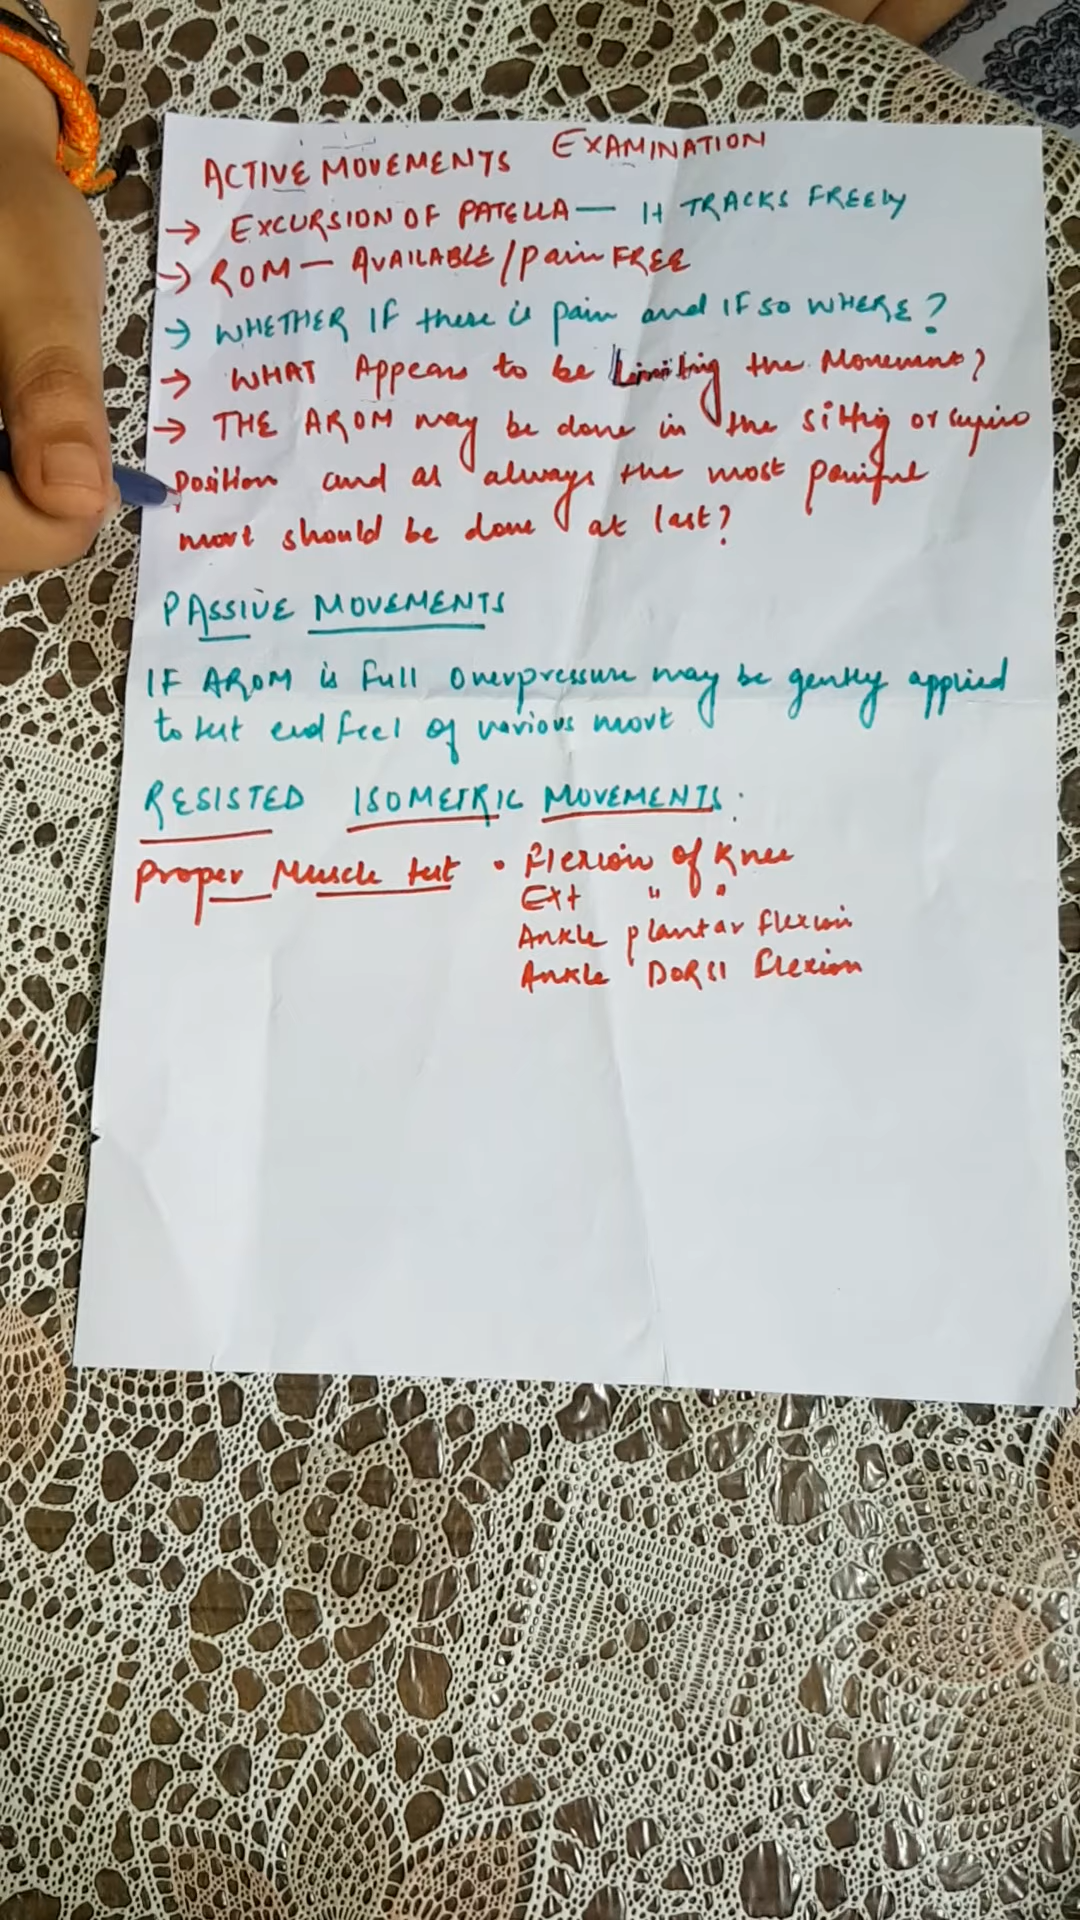 ACTIVE MOVEMENTS EXAMINATION
→ EXCURSION OF PATELLA — It TRACKS FREELY
→ ROM — AVAILABLE/pain FREE
→ WHETHER IF there is pain and IF SO WHERE?
→ WHAT Appears to be limiting the Movement?
→ THE AROM may be done in the sitting or supine
position and as always the most painful
movt should be done at last?
PASSIVE MOVEMENTS
IF AROM is full Overpressure may be gently applied
to test end feel of various movt
RESISTED ISOMETRIC MOVEMENTS:
Proper Muscle test • flexion of Knee
Ext " "
Ankle plantar flexion
Ankle DORSI flexion